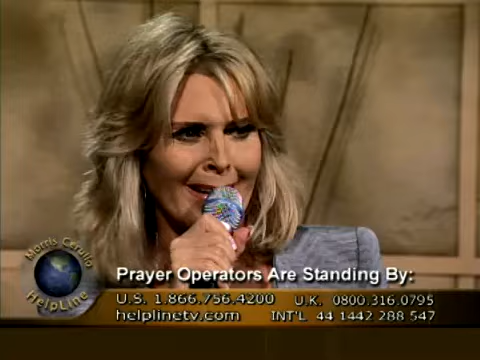 Morris Cerullo
HelpLine
Prayer Operators Are Standing By:
U.S. 1.866.756.4200 U.K. 0800.316.0795
helplinetv.com INT'L 44 1442 288 547